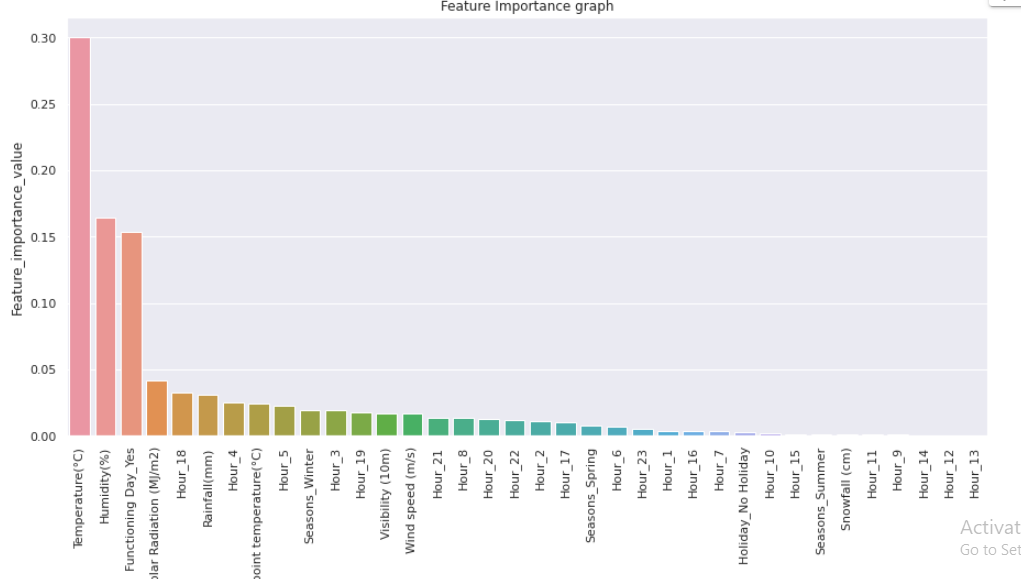 Feature Importance graph
Feature_importance_value
0.30
0.25
0.20
0.15
0.10
0.05
0.00
Temperature(°C)
Humidity(%)
Functioning Day_Yes
olar Radiation (MJ/m2)
Hour_18
Rainfall(mm)
Hour_4
point temperature(°C)
Hour_5
Seasons_Winter
Hour_3
Hour_19
Visibility (10m)
Wind speed (m/s)
Hour_21
Hour_8
Hour_20
Hour_22
Hour_2
Hour_17
Seasons_Spring
Hour_6
Hour_23
Hour_1
Hour_16
Hour_7
Holiday_No Holiday
Hour_10
Hour_15
Seasons_Summer
Snowfall (cm)
Hour_11
Hour_9
Hour_14
Hour_12
Hour_13
Activat
Go to Set